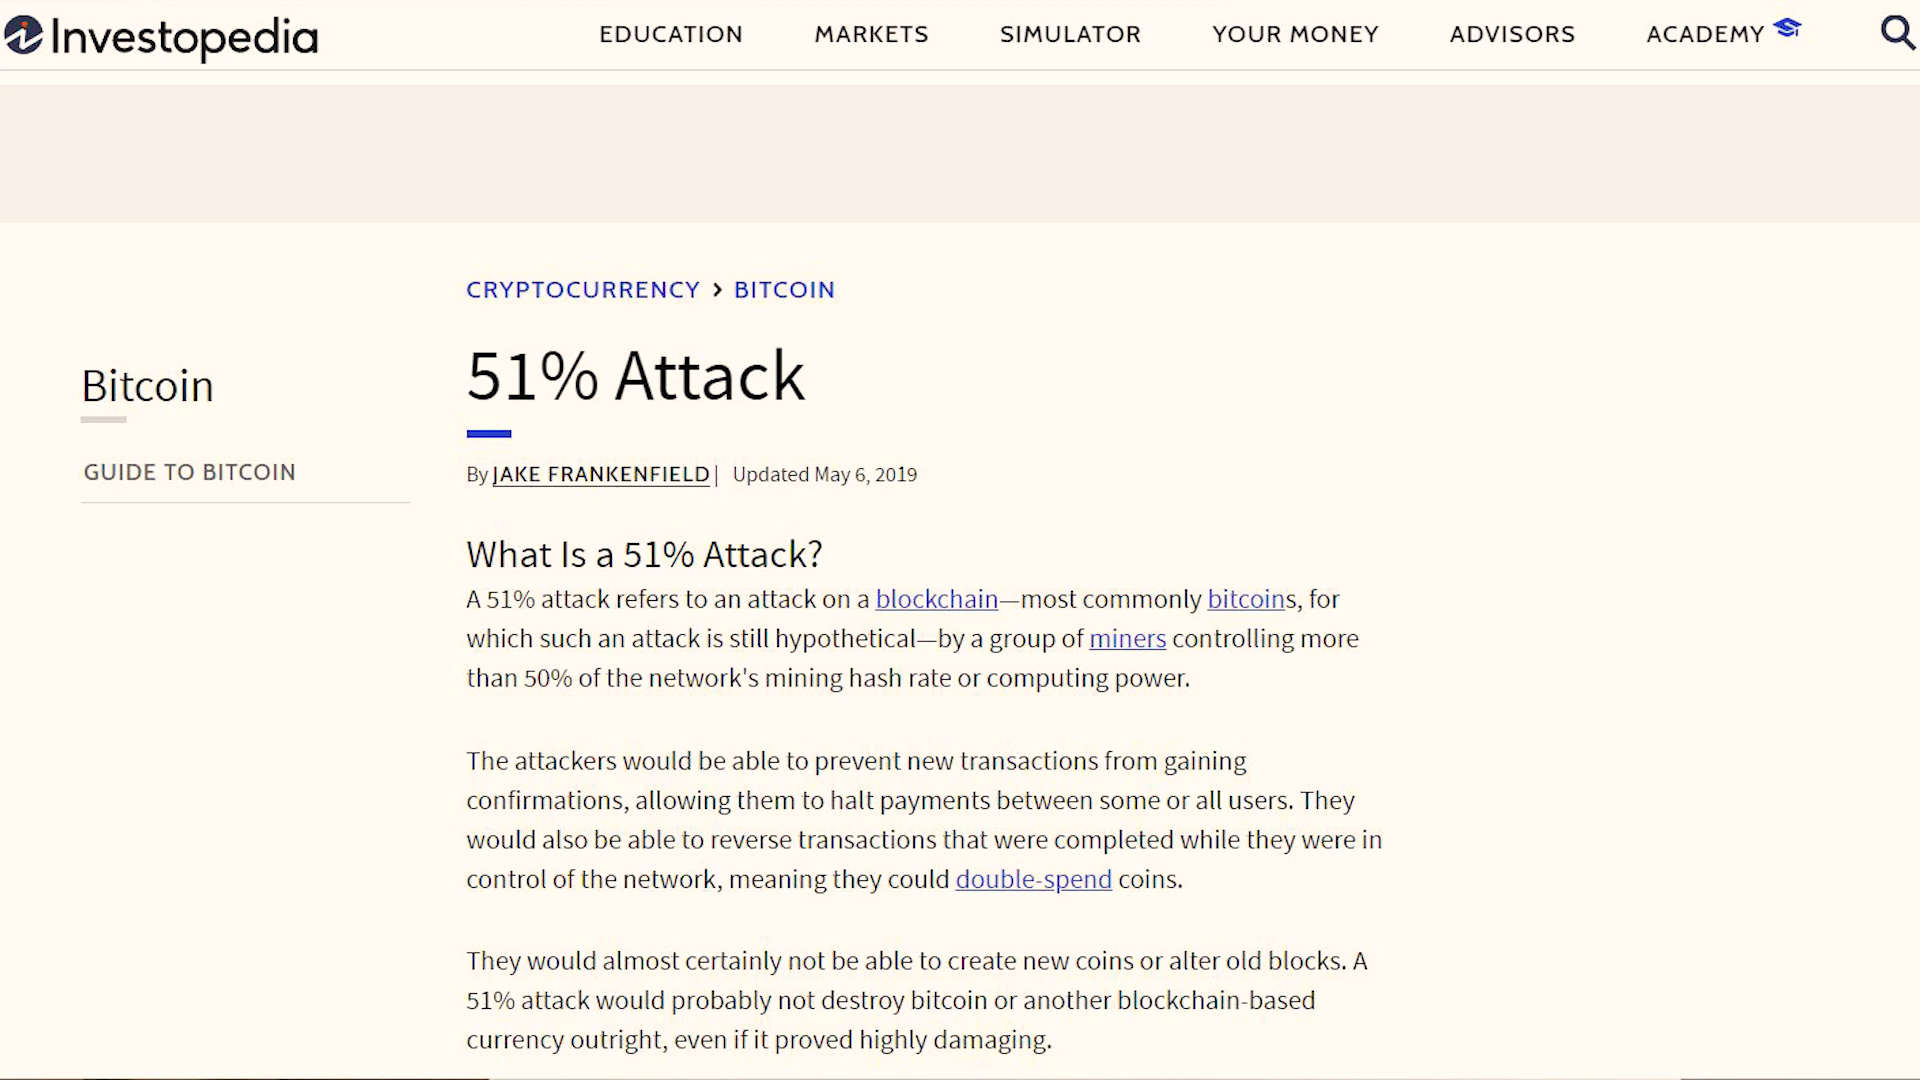 Investopedia
EDUCATION MARKETS SIMULATOR YOUR MONEY ADVISORS ACADEMY
CRYPTOCURRENCY > BITCOIN
Bitcoin
GUIDE TO BITCOIN
51% Attack
By JAKE FRANKENFIELD | Updated May 6, 2019
What Is a 51% Attack?
A 51% attack refers to an attack on a blockchain—most commonly bitcoins, for
which such an attack is still hypothetical—by a group of miners controlling more
than 50% of the network's mining hash rate or computing power.
The attackers would be able to prevent new transactions from gaining
confirmations, allowing them to halt payments between some or all users. They
would also be able to reverse transactions that were completed while they were in
control of the network, meaning they could double-spend coins.
They would almost certainly not be able to create new coins or alter old blocks. A
51% attack would probably not destroy bitcoin or another blockchain-based
currency outright, even if it proved highly damaging.